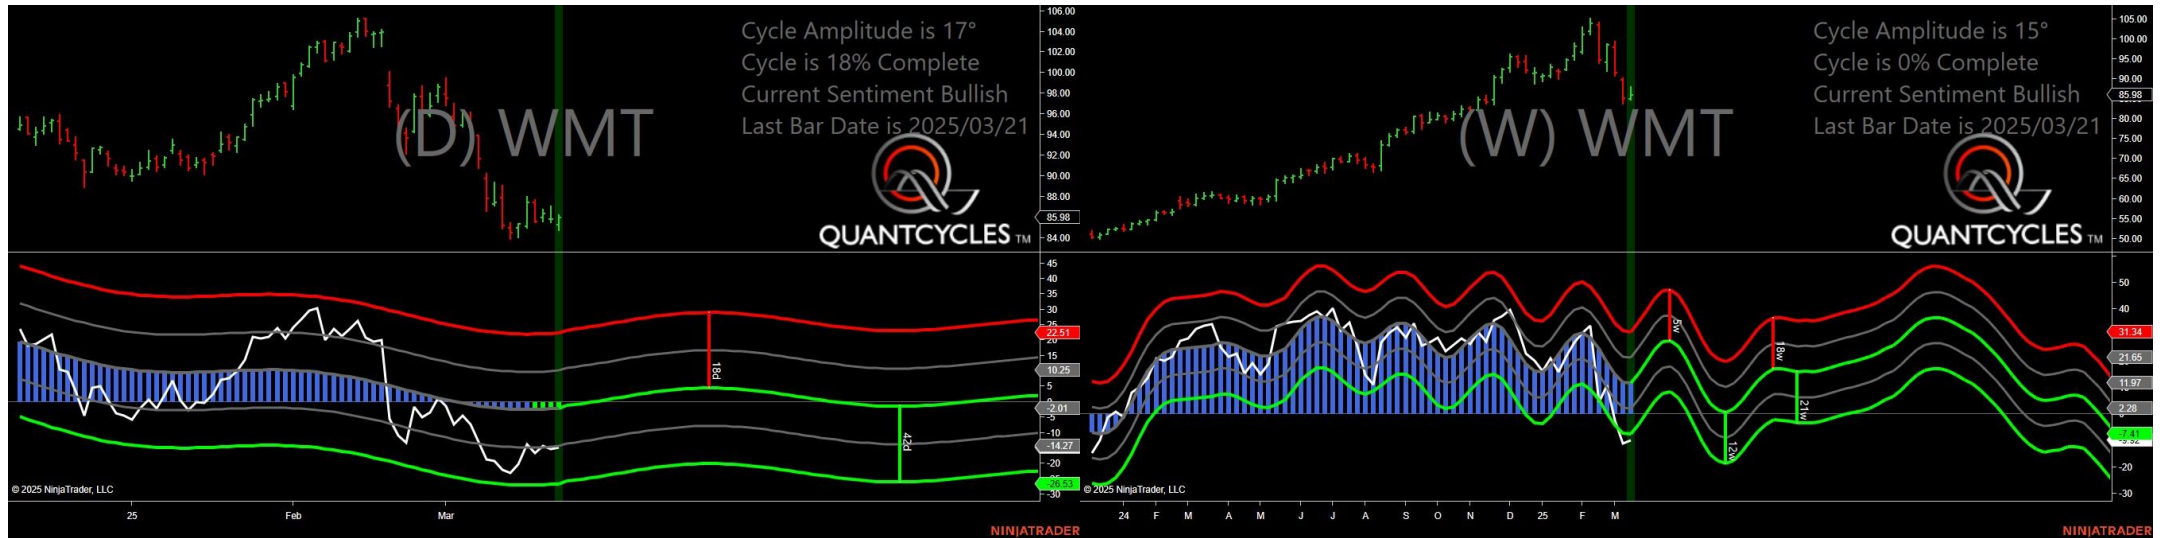 Cycle Amplitude is 17°
Cycle is 18% Complete
Current Sentiment Bullish
Last Bar Date is 2025/03/21
(D) WMT
QUANTCYCLES TM
106.00
104.00
102.00
100.00
98.00
96.00
94.00
92.00
90.00
88.00
85.98
84.00
45
40
35
30
25
22.51
20
15
10.25
5
0
-2.01
-5
-10
-14.27
-20
-26.53
-30
18d
42d
© 2025 NinjaTrader, LLC
25 Feb Mar
NINJATRADER
Cycle Amplitude is 15°
Cycle is 0% Complete
Current Sentiment Bullish
Last Bar Date is 2025/03/21
(W) WMT
QUANTCYCLES TM
105.00
100.00
95.00
90.00
85.98
80.00
75.00
70.00
65.00
60.00
55.00
50.00
50
40
31.34
21.65
11.97
2.28
-7.41
-20
-30
5w
12w
18w
21w
© 2025 NinjaTrader, LLC
24 F M A M J J A S O N D 25 F M
NINJATRADER